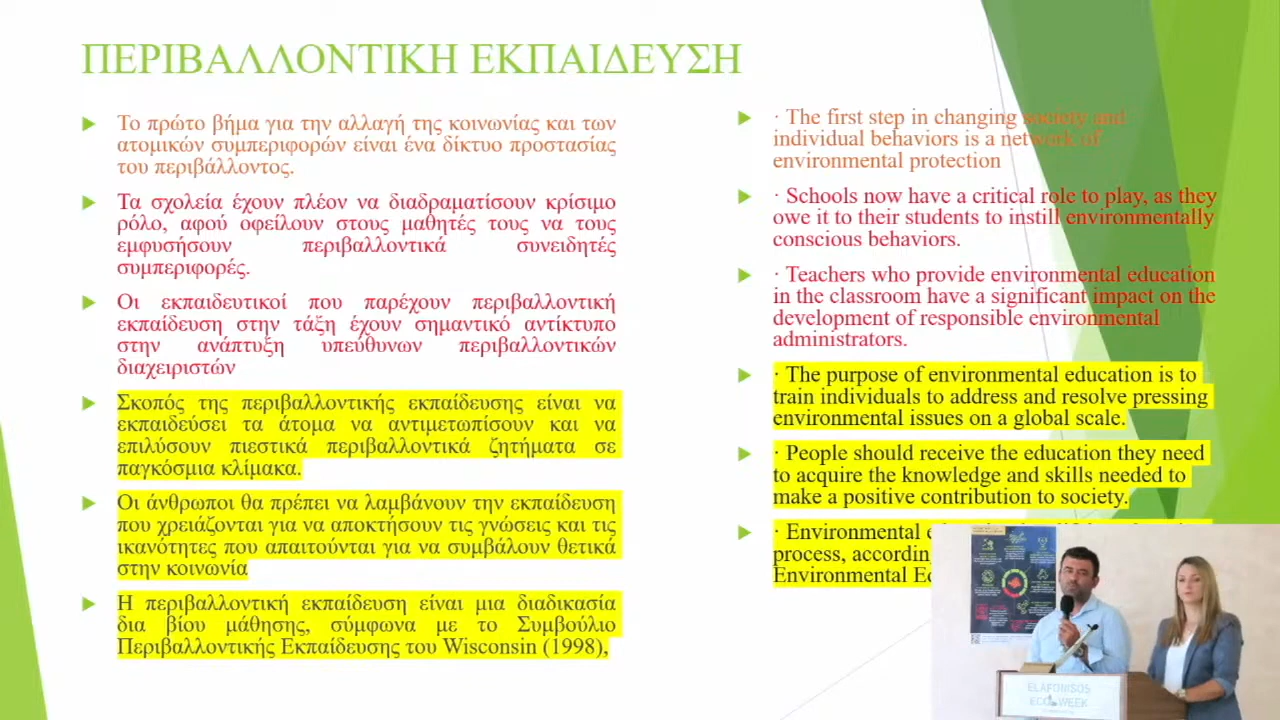 ΠΕΡΙΒΑΛΛΟΝΤΙΚΗ ΕΚΠΑΙΔΕΥΣΗ
Το πρώτο βήμα για την αλλαγή της κοινωνίας και των
ατομικών συμπεριφορών είναι ένα δίκτυο προστασίας
του περιβάλλοντος.
Τα σχολεία έχουν πλέον να διαδραματίσουν κρίσιμο
ρόλο, αφού οφείλουν στους μαθητές τους να τους
εμφυσήσουν περιβαλλοντικά συνειδητές
συμπεριφορές.
Οι εκπαιδευτικοί που παρέχουν περιβαλλοντική
εκπαίδευση στην τάξη έχουν σημαντικό αντίκτυπο
στην ανάπτυξη υπεύθυνων περιβαλλοντικών
διαχειριστών
Σκοπός της περιβαλλοντικής εκπαίδευσης είναι να
εκπαιδεύσει τα άτομα να αντιμετωπίσουν και να
επιλύσουν πιεστικά περιβαλλοντικά ζητήματα σε
παγκόσμια κλίμακα.
Οι άνθρωποι θα πρέπει να λαμβάνουν την εκπαίδευση
που χρειάζονται για να αποκτήσουν τις γνώσεις και τις
ικανότητες που απαιτούνται για να συμβάλουν θετικά
στην κοινωνία
Η περιβαλλοντική εκπαίδευση είναι μια διαδικασία
δια βίου μάθησης, σύμφωνα με το Συμβούλιο
Περιβαλλοντικής Εκπαίδευσης του Wisconsin (1998),
· The first step in changing society and
individual behaviors is a network of
environmental protection
· Schools now have a critical role to play, as they
owe it to their students to instill environmentally
conscious behaviors.
· Teachers who provide environmental education
in the classroom have a significant impact on the
development of responsible environmental
administrators.
· The purpose of environmental education is to
train individuals to address and resolve pressing
environmental issues on a global scale.
· People should receive the education they need
to acquire the knowledge and skills needed to
make a positive contribution to society.
· Environmental
process,
Environmental
ELAFONISOS
ECO WEEK